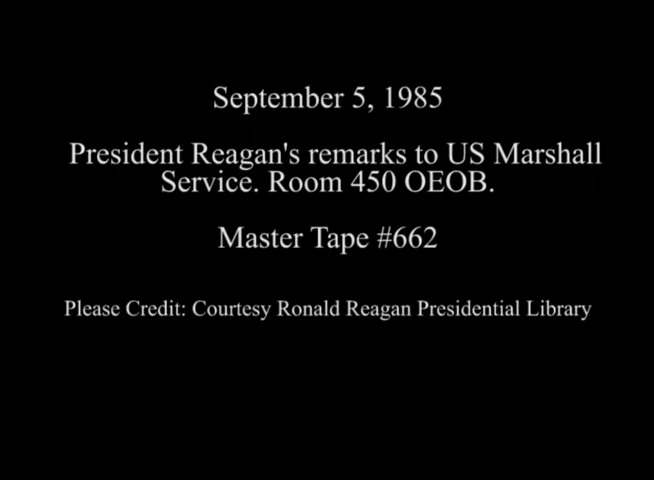 September 5, 1985
President Reagan's remarks to US Marshall
Service. Room 450 OEOB.
Master Tape #662
Please Credit: Courtesy Ronald Reagan Presidential Library